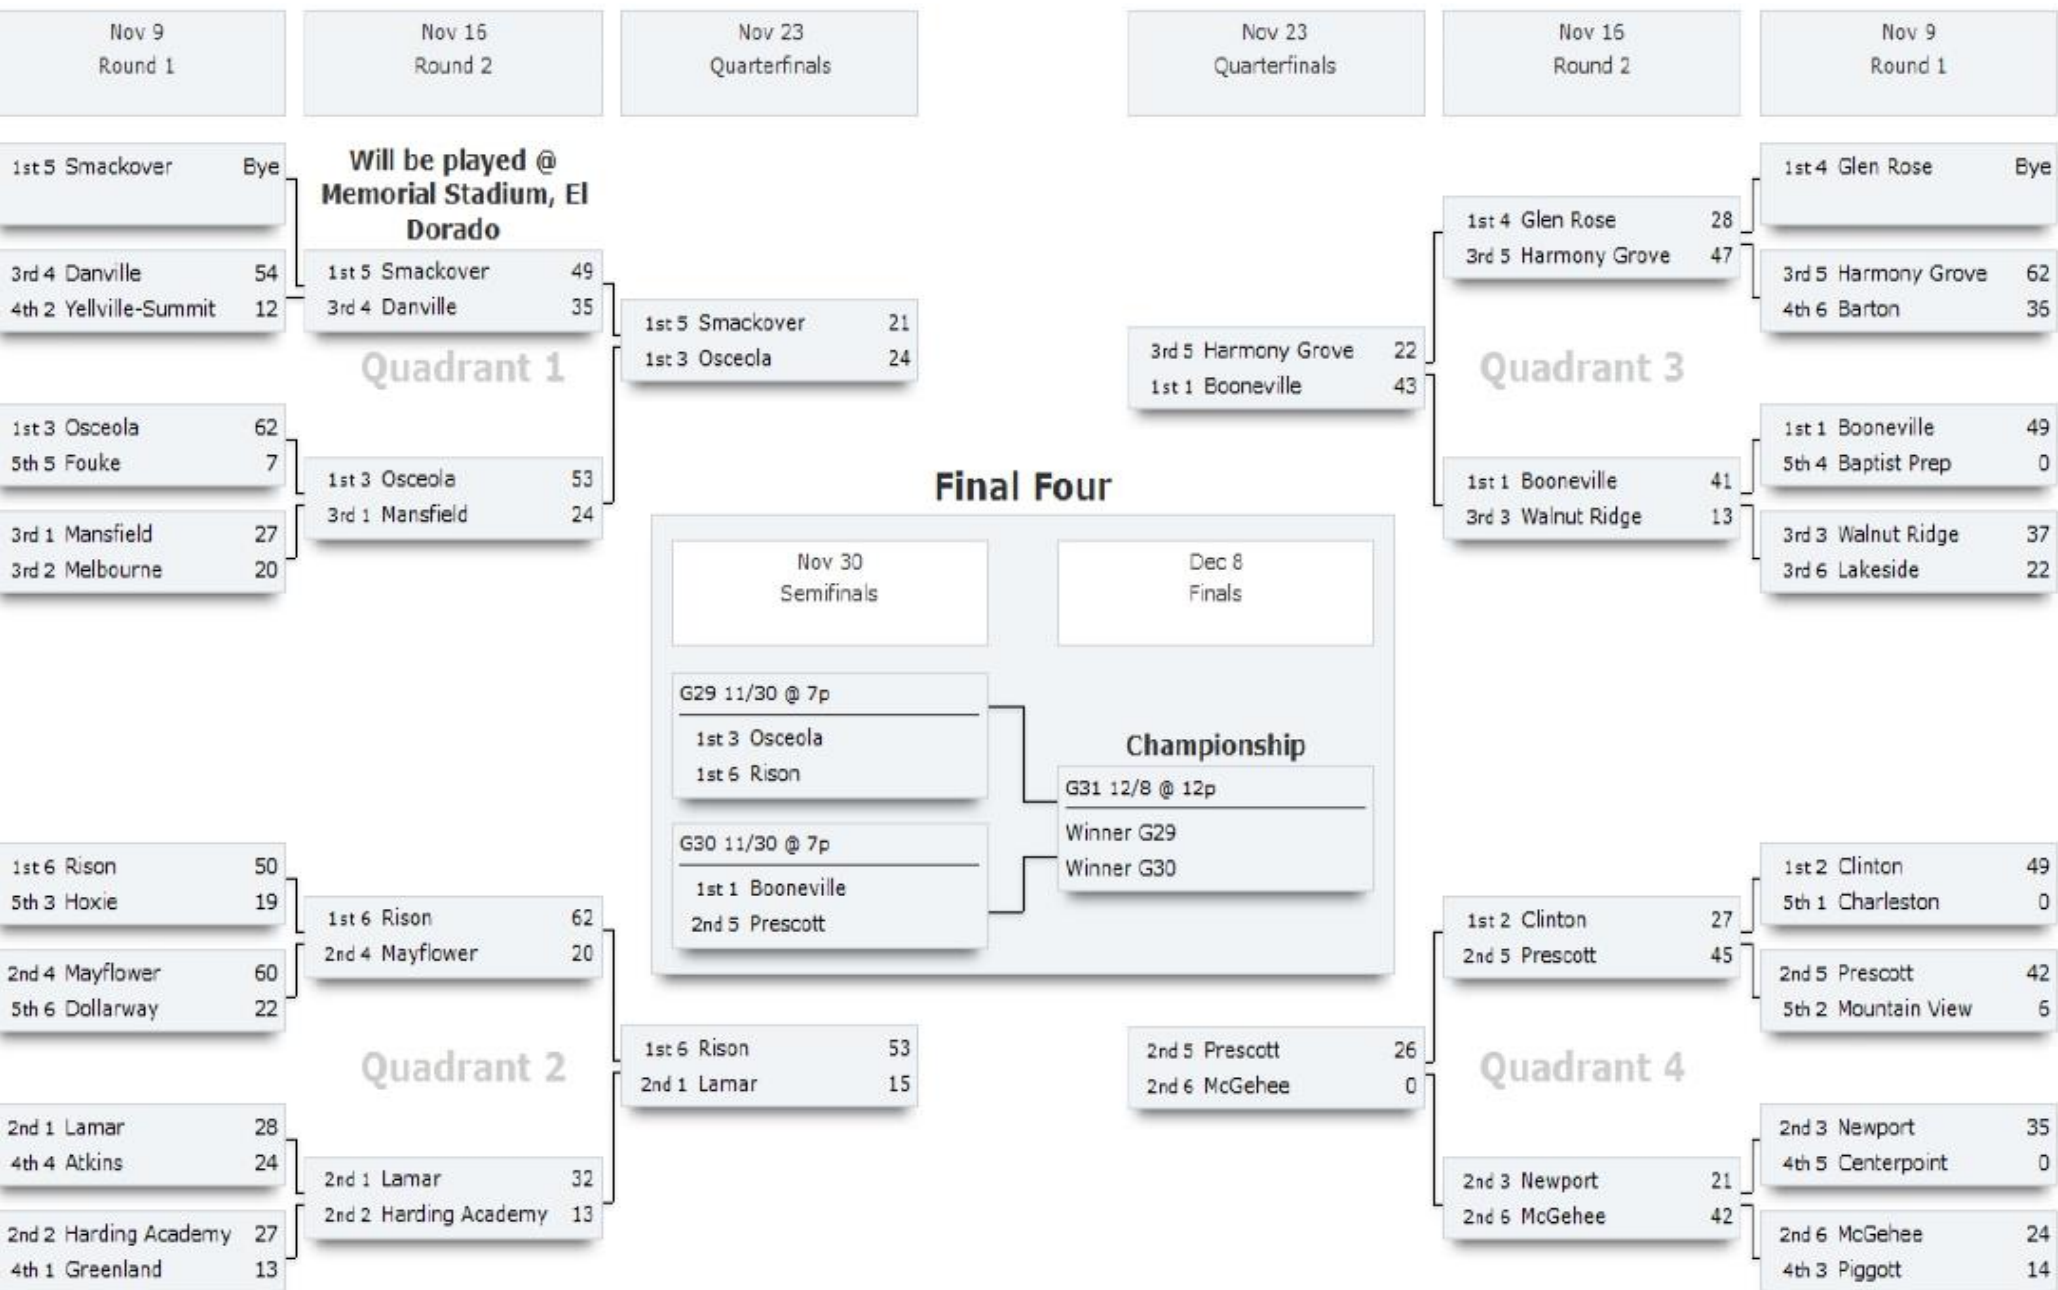 Nov 9
Round 1
Nov 16
Round 2
Nov 23
Quarterfinals
Nov 23
Quarterfinals
Nov 16
Round 2
Nov 9
Round 1
1st 5 Smackover Bye
3rd 4 Danville 54
4th 2 Yellville-Summit 12
Will be played @
Memorial Stadium, El
Dorado
1st 5 Smackover 49
3rd 4 Danville 35
Quadrant 1
1st 5 Smackover 21
1st 3 Osceola 24
1st 3 Osceola 62
5th 5 Fouke 7
1st 3 Osceola 53
3rd 1 Mansfield 24
3rd 1 Mansfield 27
3rd 2 Melbourne 20
1st 4 Glen Rose Bye
1st 4 Glen Rose 28
3rd 5 Harmony Grove 47
3rd 5 Harmony Grove 62
4th 6 Barton 36
3rd 5 Harmony Grove 22
1st 1 Booneville 43
Quadrant 3
1st 1 Booneville 49
5th 4 Baptist Prep 0
1st 1 Booneville 41
3rd 3 Walnut Ridge 13
3rd 3 Walnut Ridge 37
3rd 6 Lakeside 22
Final Four
Nov 30
Semifinals
Dec 8
Finals
G29 11/30 @ 7p
1st 3 Osceola
1st 6 Rison
G30 11/30 @ 7p
1st 1 Booneville
2nd 5 Prescott
Championship
G31 12/8 @ 12p
Winner G29
Winner G30
1st 6 Rison 50
5th 3 Hoxie 19
1st 6 Rison 62
2nd 4 Mayflower 20
2nd 4 Mayflower 60
5th 6 Dollarway 22
Quadrant 2
1st 6 Rison 53
2nd 1 Lamar 15
2nd 1 Lamar 28
4th 4 Atkins 24
2nd 1 Lamar 32
2nd 2 Harding Academy 13
2nd 2 Harding Academy 27
4th 1 Greenland 13
1st 2 Clinton 49
5th 1 Charleston 0
1st 2 Clinton 27
2nd 5 Prescott 45
2nd 5 Prescott 42
5th 2 Mountain View 6
2nd 5 Prescott 26
2nd 6 McGehee 0
Quadrant 4
2nd 3 Newport 35
4th 5 Centerpoint 0
2nd 3 Newport 21
2nd 6 McGehee 42
2nd 6 McGehee 24
4th 3 Piggott 14